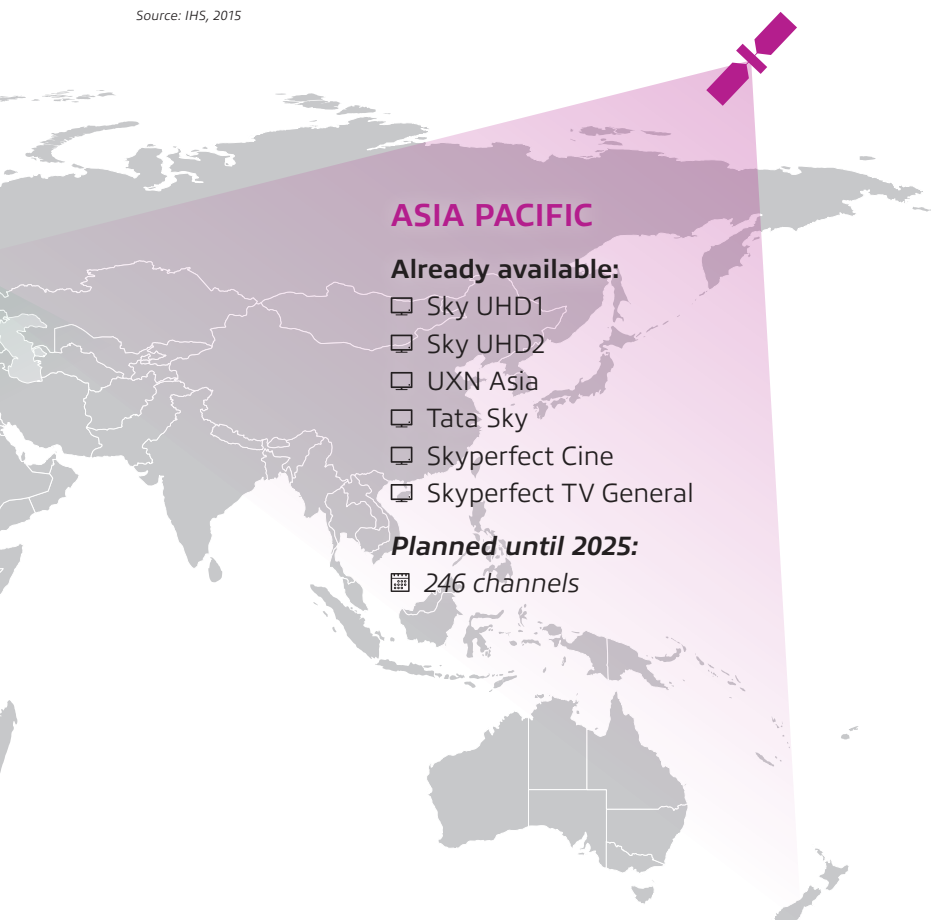 Source: IHS, 2015
ASIA PACIFIC
Already available:
Sky UHD1
Sky UHD2
UXN Asia
Tata Sky
Skyperfect Cine
Skyperfect TV General
Planned until 2025:
246 channels